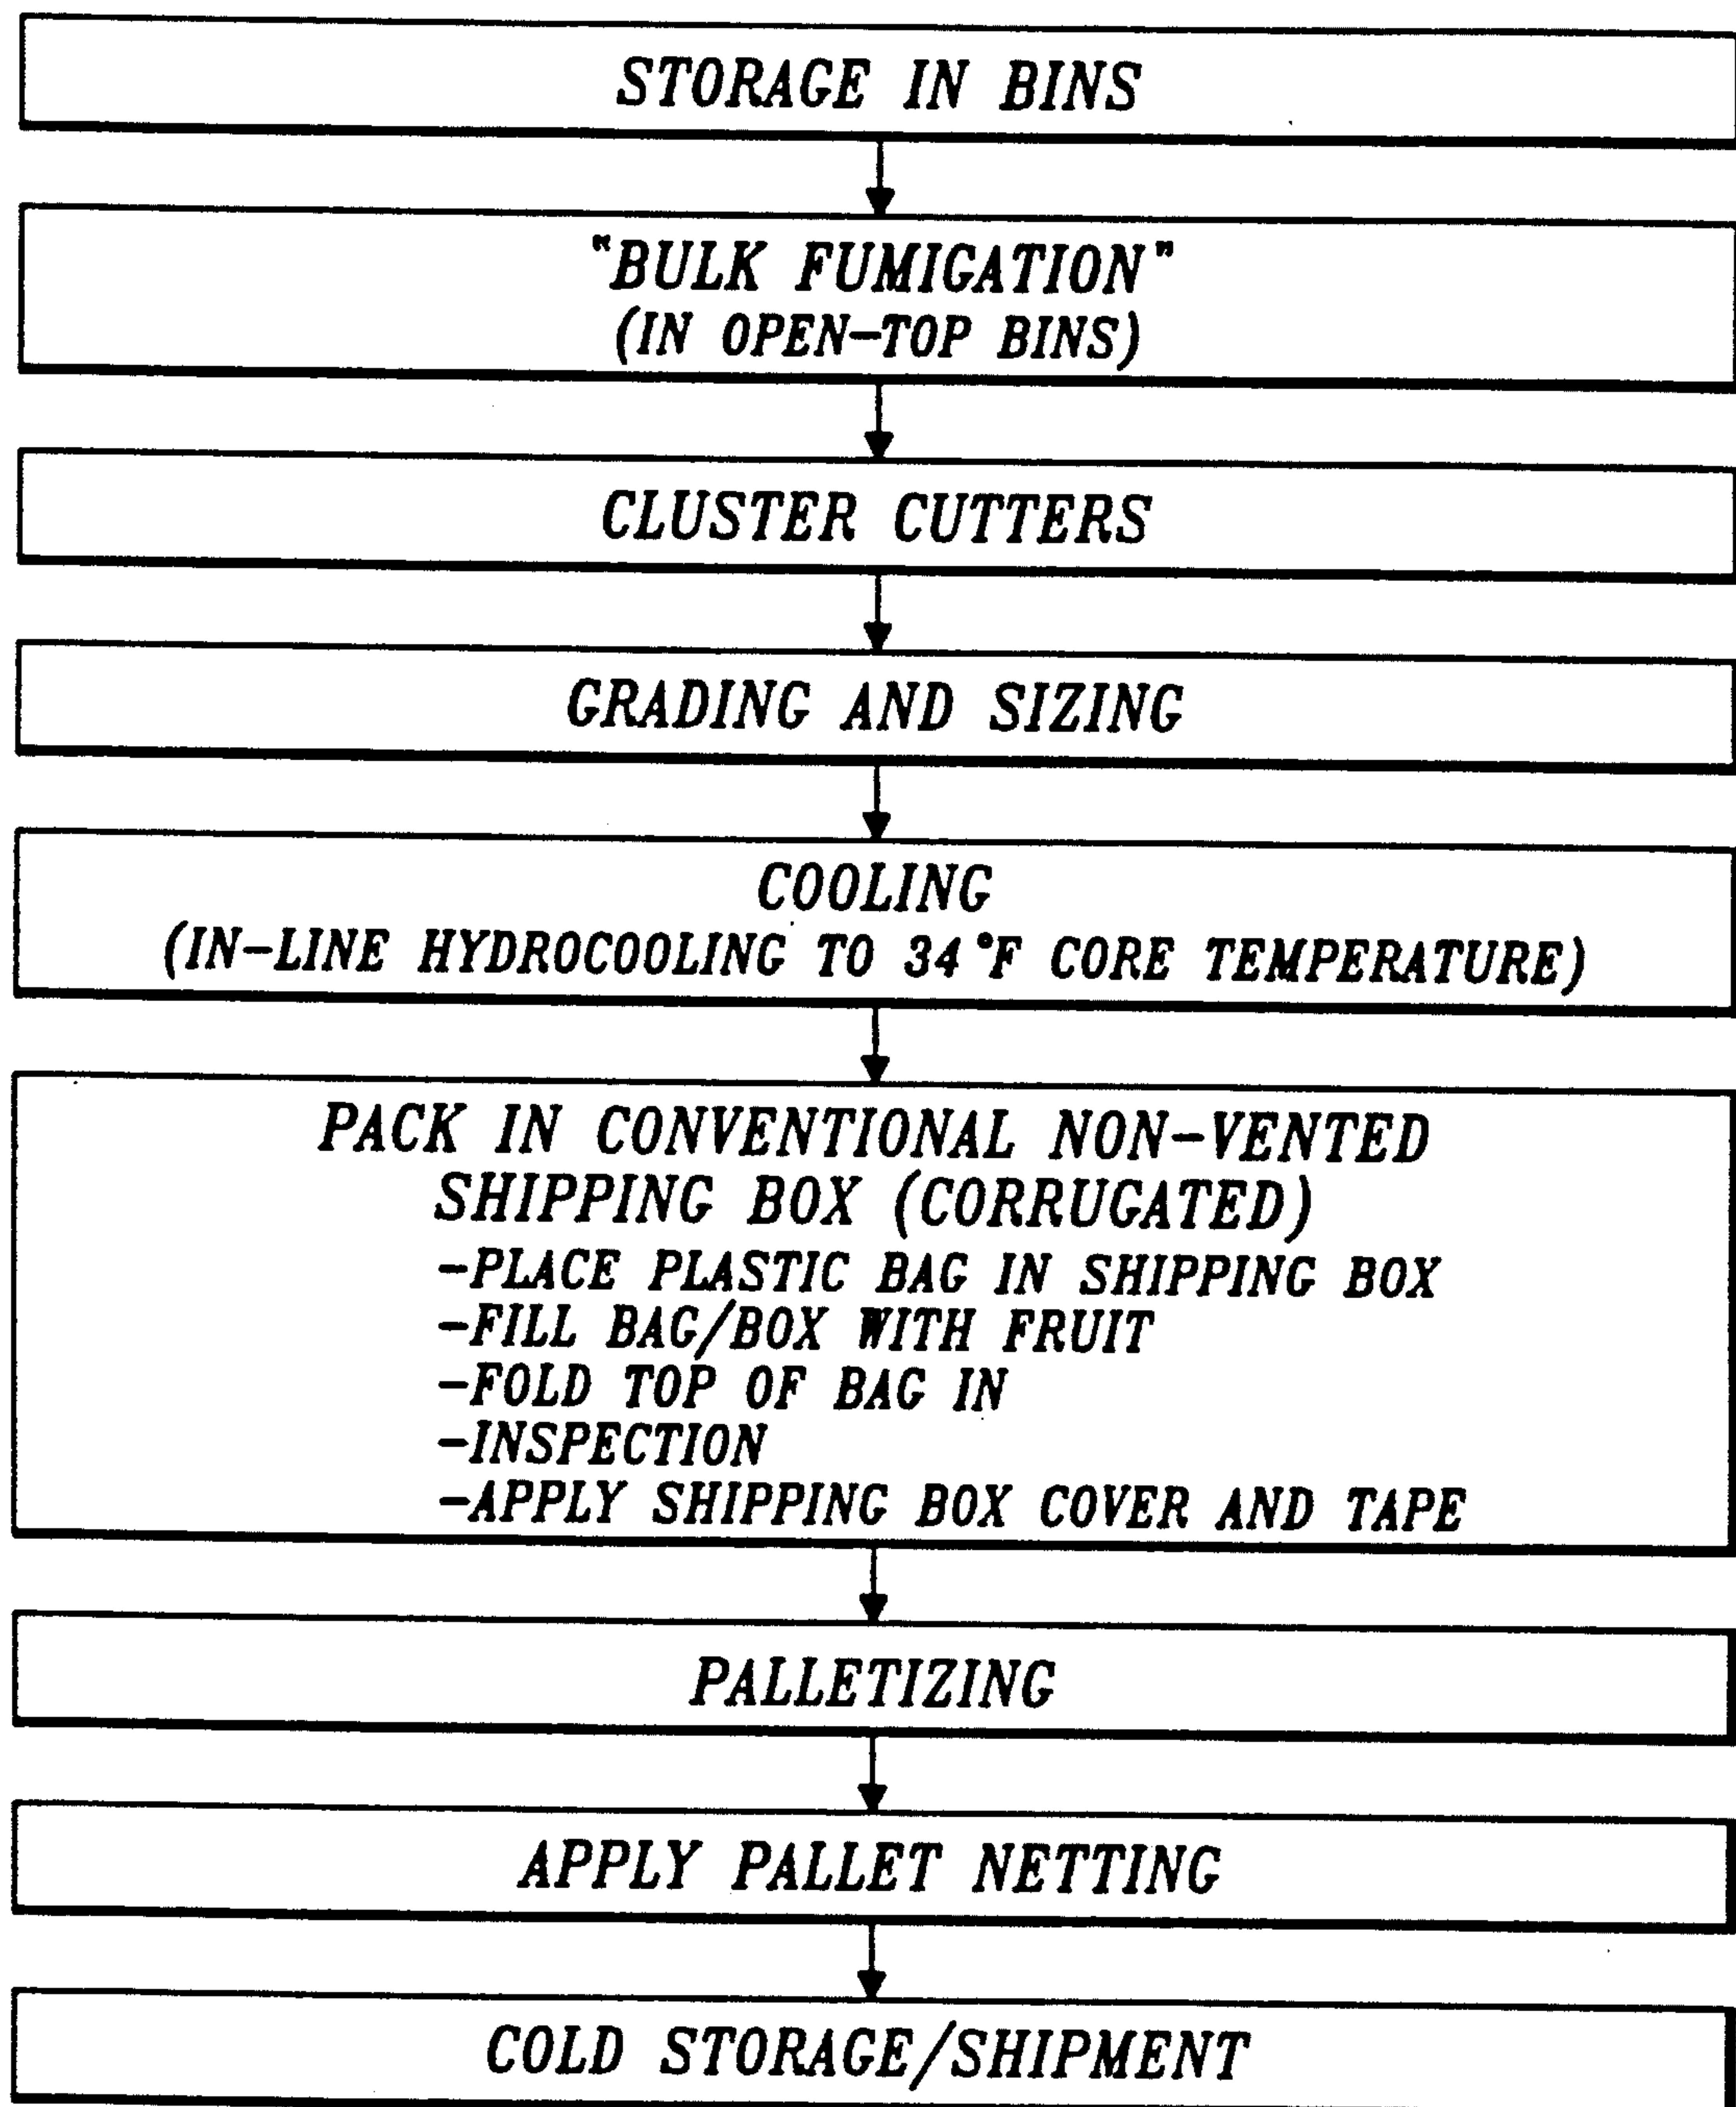 STORAGE IN BINS
"BULK FUMIGATION"
(IN OPEN-TOP BINS)
CLUSTER CUTTERS
GRADING AND SIZING
COOLING
(IN-LINE HYDROCOOLING TO 34°F CORE TEMPERATURE)
PACK IN CONVENTIONAL NON-VENTED
SHIPPING BOX (CORRUGATED)
-PLACE PLASTIC BAG IN SHIPPING BOX
-FILL BAG/BOX WITH FRUIT
-FOLD TOP OF BAG IN
-INSPECTION
-APPLY SHIPPING BOX COVER AND TAPE
PALLETIZING
APPLY PALLET NETTING
COLD STORAGE/SHIPMENT